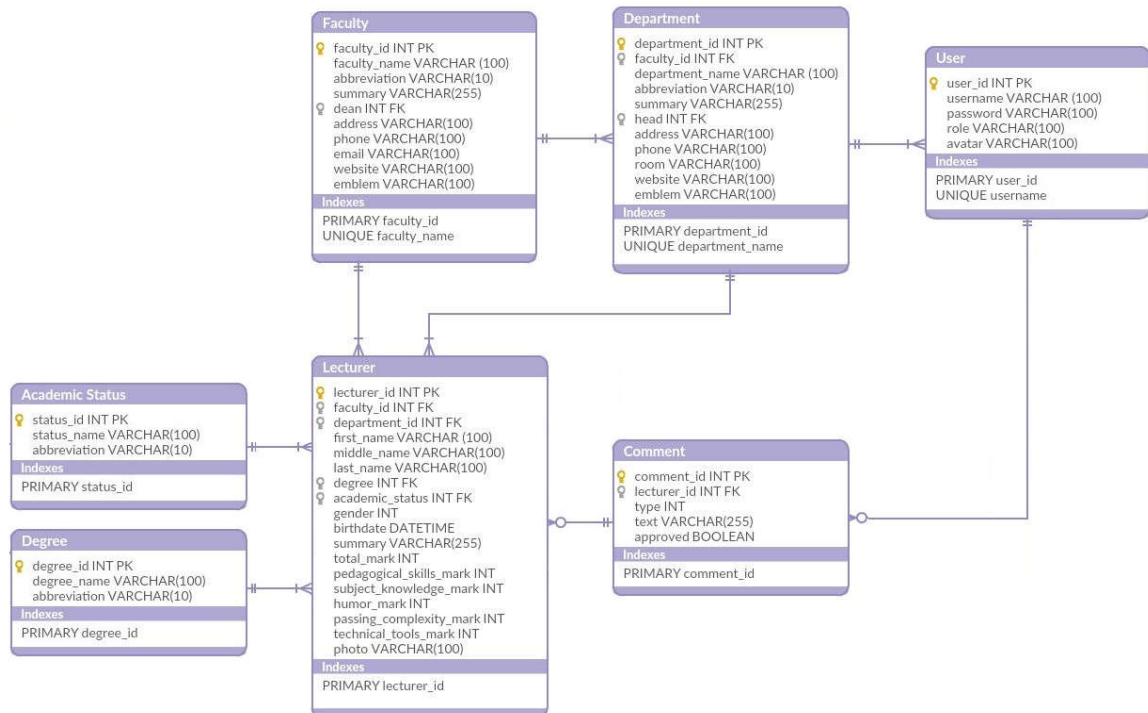 Faculty
faculty_id INT PK
faculty_name VARCHAR (100)
abbreviation VARCHAR(10)
summary VARCHAR(255)
dean INT FK
address VARCHAR(100)
phone VARCHAR(100)
email VARCHAR(100)
website VARCHAR(100)
emblem VARCHAR(100)
Indexes
PRIMARY faculty_id
UNIQUE faculty_name
Department
department_id INT PK
faculty_id INT FK
department_name VARCHAR (100)
abbreviation VARCHAR(10)
summary VARCHAR(255)
head INT FK
address VARCHAR(100)
phone VARCHAR(100)
room VARCHAR(100)
website VARCHAR(100)
emblem VARCHAR(100)
Indexes
PRIMARY department_id
UNIQUE department_name
User
user_id INT PK
username VARCHAR (100)
password VARCHAR(100)
role VARCHAR(100)
avatar VARCHAR(100)
Indexes
PRIMARY user_id
UNIQUE username
Academic Status
status_id INT PK
status_name VARCHAR(100)
abbreviation VARCHAR(10)
Indexes
PRIMARY status_id
Degree
degree_id INT PK
degree_name VARCHAR(100)
abbreviation VARCHAR(10)
Indexes
PRIMARY degree_id
Lecturer
lecturer_id INT PK
faculty_id INT FK
department_id INT FK
first_name VARCHAR (100)
middle_name VARCHAR(100)
last_name VARCHAR(100)
degree INT FK
academic_status INT FK
gender INT
birthdate DATETIME
summary VARCHAR(255)
total_mark INT
pedagogical_skills_mark INT
subject_knowledge_mark INT
humor_mark INT
passing_complexity_mark INT
technical_tools_mark INT
photo VARCHAR(100)
Indexes
PRIMARY lecturer_id
Comment
comment_id INT PK
lecturer_id INT FK
type INT
text VARCHAR(255)
approved BOOLEAN
Indexes
PRIMARY comment_id